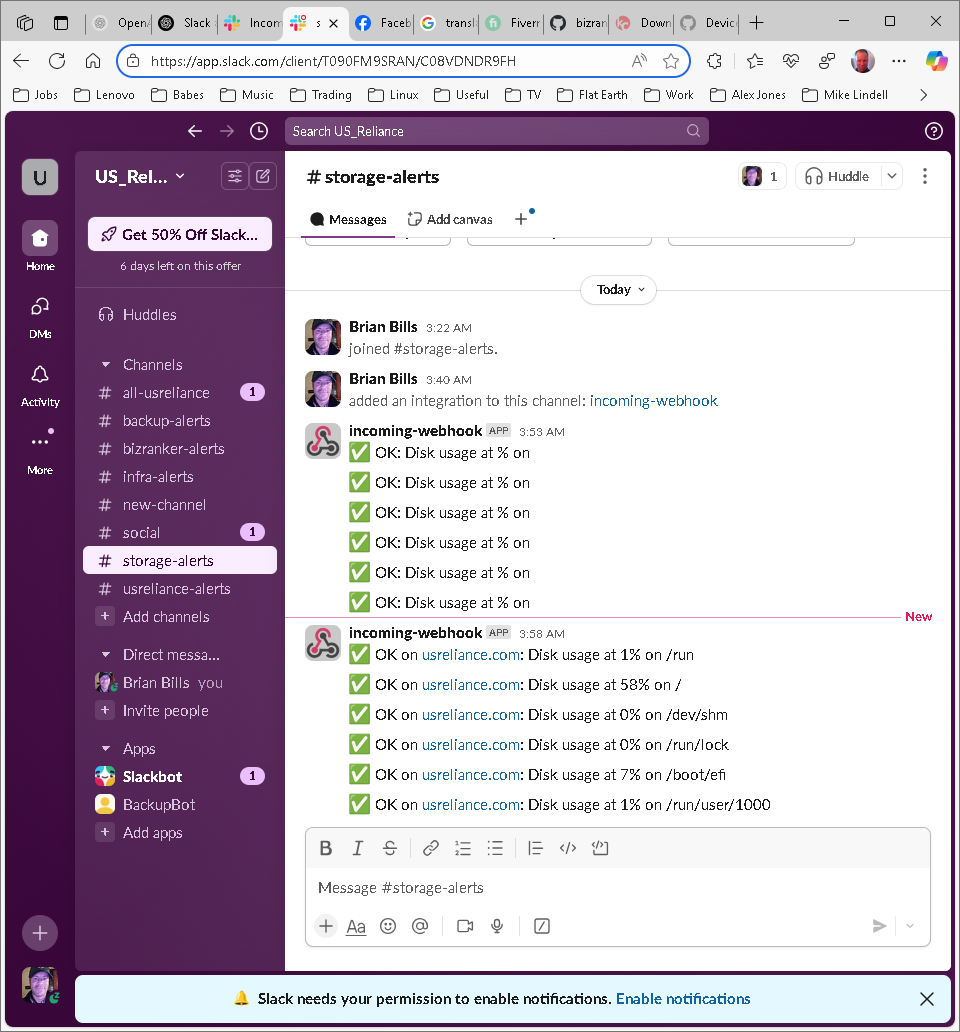 OpenA
Slack
Incom
s
Faceb
transl
Fiverr
bizran
Down
Devic
https://app.slack.com/client/T090FM9SRAN/C08VDNDR9FH
Jobs
Lenovo
Babes
Music
Trading
Linux
Useful
TV
Flat Earth
Work
Alex Jones
Mike Lindell
Search US_Reliance
U
Home
DMs
Activity
More
US_Rel...
Get 50% Off Slack...
6 days left on this offer
Huddles
Channels
# all-usreliance 1
# backup-alerts
# bizranker-alerts
# infra-alerts
# new-channel
# social 1
# storage-alerts
# usreliance-alerts
+ Add channels
Direct messa...
Brian Bills you
+ Invite people
Apps
Slackbot 1
BackupBot
+ Add apps
# storage-alerts
1
Huddle
Messages
Add canvas
Today
Brian Bills 3:22 AM
joined #storage-alerts.
Brian Bills 3:40 AM
added an integration to this channel: incoming-webhook
incoming-webhook APP 3:53 AM
✅ OK: Disk usage at % on
✅ OK: Disk usage at % on
✅ OK: Disk usage at % on
✅ OK: Disk usage at % on
✅ OK: Disk usage at % on
✅ OK: Disk usage at % on
New
incoming-webhook APP 3:58 AM
✅ OK on usreliance.com: Disk usage at 1% on /run
✅ OK on usreliance.com: Disk usage at 58% on /
✅ OK on usreliance.com: Disk usage at 0% on /dev/shm
✅ OK on usreliance.com: Disk usage at 0% on /run/lock
✅ OK on usreliance.com: Disk usage at 7% on /boot/efi
✅ OK on usreliance.com: Disk usage at 1% on /run/user/1000
B I S
Message #storage-alerts
Aa
🔔 Slack needs your permission to enable notifications. Enable notifications